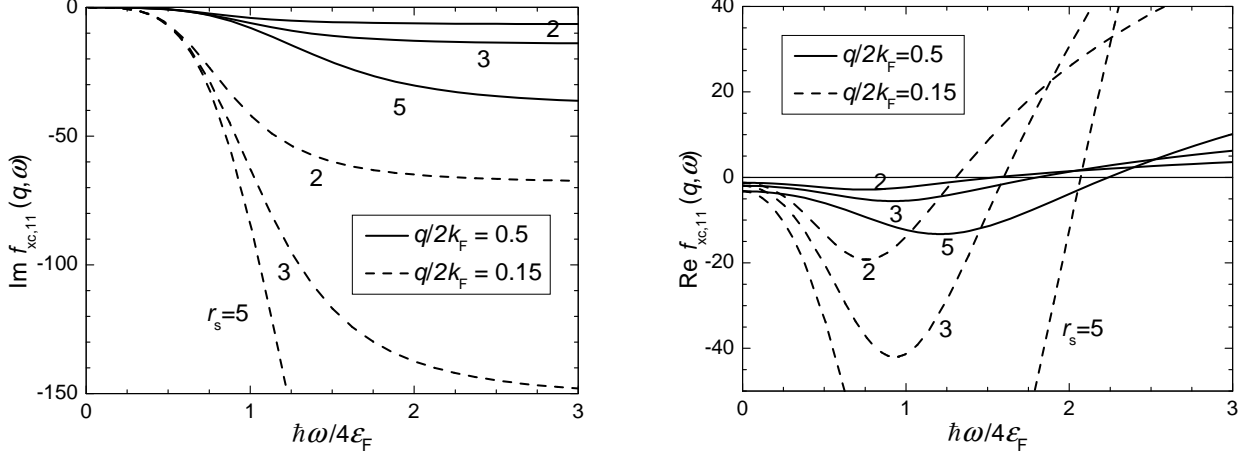 0
-50
-100
-150
Im f_xc,11 (q,ω)
2
3
5
2
q/2k_F = 0.5
q/2k_F = 0.15
3
r_s=5
0 1 2 3
ħω/4ε_F
40
20
0
-20
-40
Re f_xc,11 (q,ω)
q/2k_F=0.5
q/2k_F=0.15
2
3
5
2
3
r_s=5
0 1 2 3
ħω/4ε_F